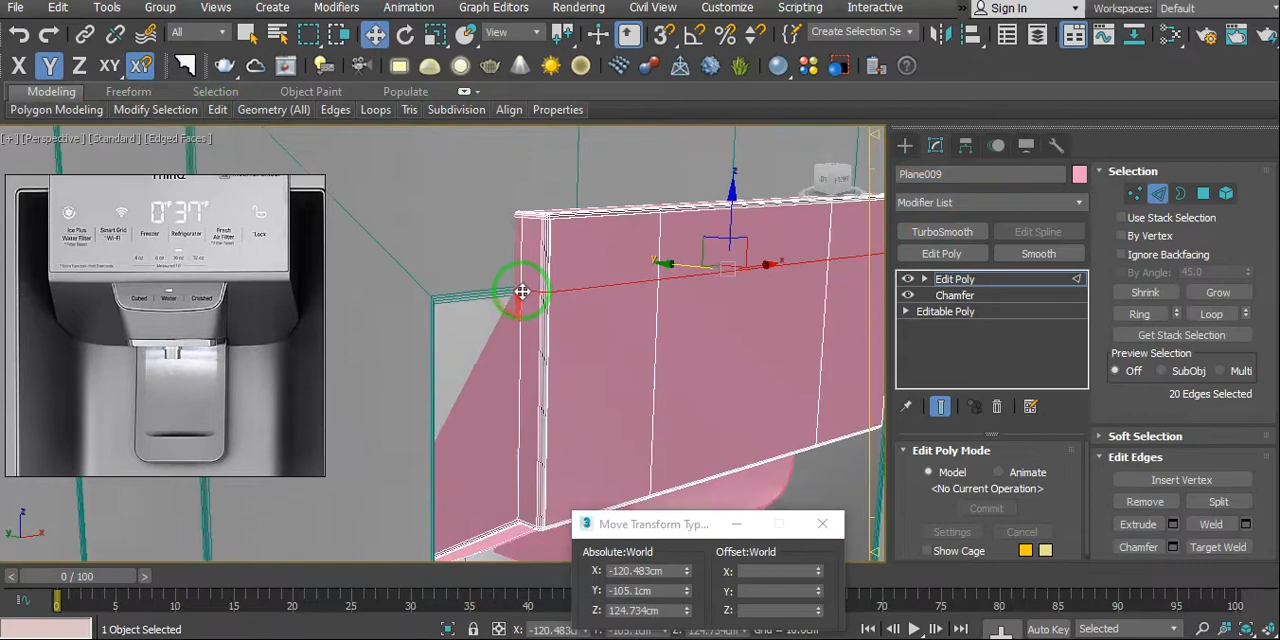 File Edit Tools Group Views Create Modifiers Animation Graph Editors Rendering Civil View Customize Scripting Interactive » Sign In Workspaces: Default
All View Create Selection Se
X Y Z XY
Modeling Freeform Selection Object Paint Populate
Polygon Modeling Modify Selection Edit Geometry (All) Edges Loops Tris Subdivision Align Properties
[+] [Perspective] [Standard] [Edged Faces]
Ice Plus
Water Filter
Smart Grid
Wi-Fi
Freezer
Refrigerator
Fresh
Air Filter
Lock
Cubed Water Crushed
z
y
x
Plane009
Modifier List
TurboSmooth Edit Spline
Edit Poly Smooth
Edit Poly
Chamfer
Editable Poly
Edit Poly Mode
Model Animate
<No Current Operation>
Commit
Settings Cancel
Show Cage
Selection
Use Stack Selection
By Vertex
Ignore Backfacing
By Angle: 45.0
Shrink Grow
Ring Loop
Get Stack Selection
Preview Selection
Off SubObj Multi
20 Edges Selected
Soft Selection
Edit Edges
Insert Vertex
Remove Split
Extrude Weld
Chamfer Target Weld
Move Transform Typ...
Absolute:World Offset:World
X: -120.483cm X:
Y: -105.1cm Y:
Z: 124.734cm Z:
0 / 100
0 5 10 15 20 25 30 35 40 70 75 80 85 90 95 100
1 Object Selected X: Auto Key Selected